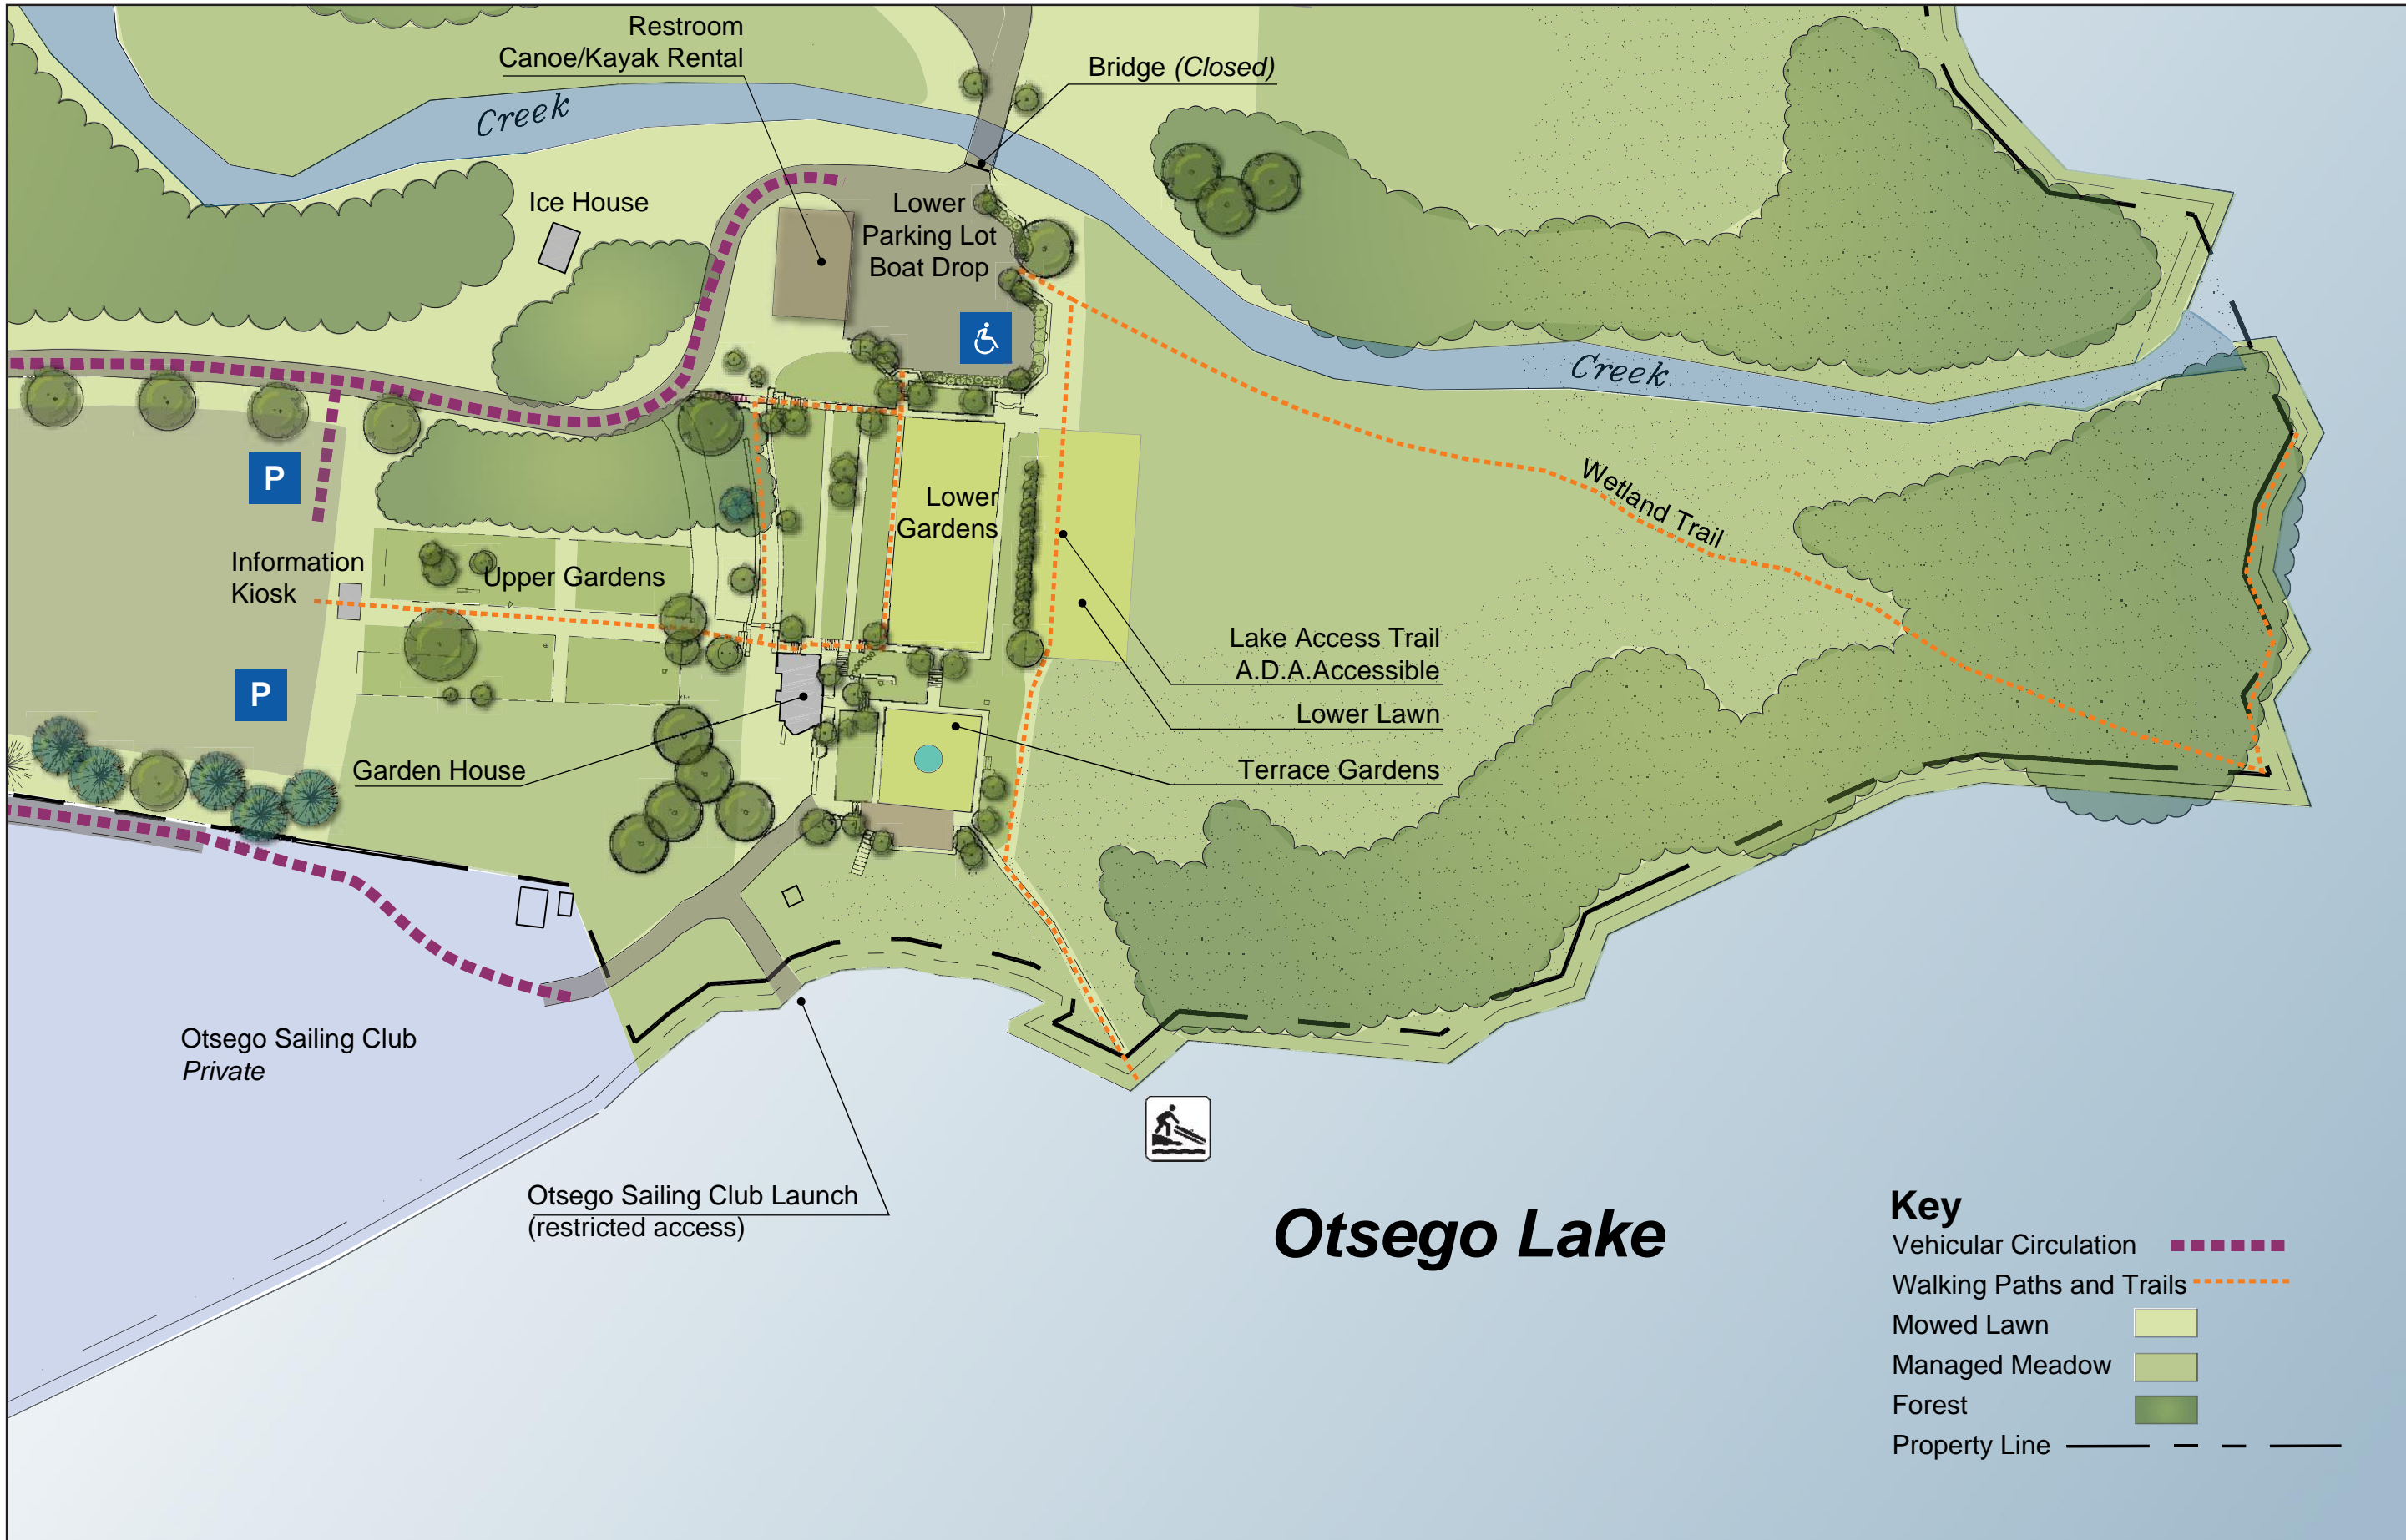 Restroom
Canoe/Kayak Rental
Bridge (Closed)
Creek
Ice House
Lower
Parking Lot
Boat Drop
Creek
P
Lower
Gardens
Wetland Trail
Information
Kiosk
Upper Gardens
Lake Access Trail
A.D.A.Accessible
P
Lower Lawn
Garden House
Terrace Gardens
Otsego Sailing Club
Private
Otsego Sailing Club Launch
(restricted access)
Otsego Lake
Key
Vehicular Circulation
Walking Paths and Trails
Mowed Lawn
Managed Meadow
Forest
Property Line